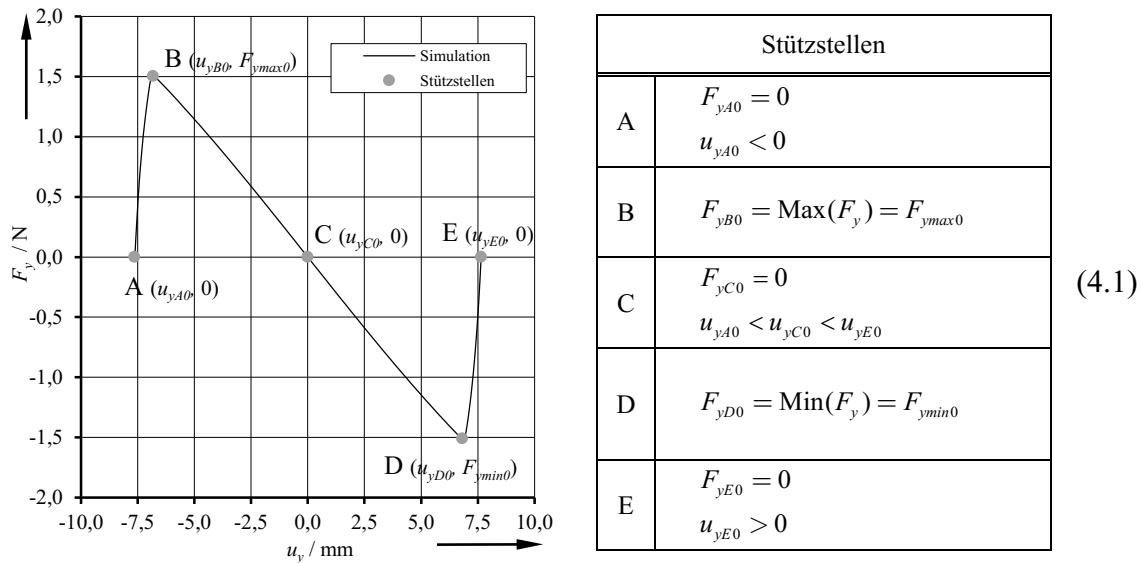 2,0
1,5
1,0
0,5
0,0
-0,5
-1,0
-1,5
-2,0
F_y / N
-10,0 -7,5 -5,0 -2,5 0,0 2,5 5,0 7,5 10,0
u_y / mm
Simulation
Stützstellen
B (u_yB0, F_ymax0)
C (u_yC0, 0)
E (u_yE0, 0)
A (u_yA0, 0)
D (u_yD0, F_ymin0)
Stützstellen
A
F_yA0 = 0
u_yA0 < 0
B
F_yB0 = Max(F_y) = F_ymax0
C
F_yC0 = 0
u_yA0 < u_yC0 < u_yE0
D
F_yD0 = Min(F_y) = F_ymin0
E
F_yE0 = 0
u_yE0 > 0
(4.1)